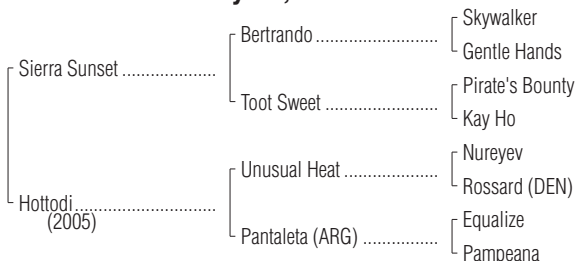 Skywalker
Bertrando ......................
Gentle Hands
Sierra Sunset ...................
Pirate's Bounty
Toot Sweet .....................
Kay Ho
Nureyev
Unusual Heat ...................
Rossard (DEN)
Hottodi............................
(2005)
Equalize
Pantaleta (ARG) ...............
Pampeana